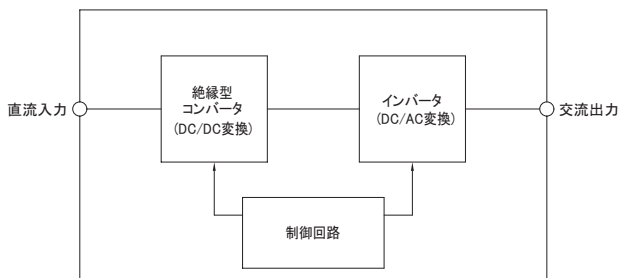 直流入力
絶縁型
コンバータ
(DC/DC変換)
インバータ
(DC/AC変換)
交流出力
制御回路